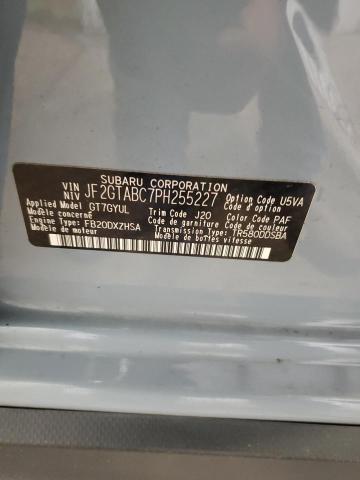 SUBARU CORPORATION
VIN NIV JF2GTABC7PH255227 Option Code U5VA
Applied Model GT7GYUL Trim Code J20 Color Code PAF
Modèle concerné Code de garniture Code de couleur
Engine Type FB20DXZHSA Transmission Type TR580DDSBA
Modèle de moteur Modèle de boîtes vitesse